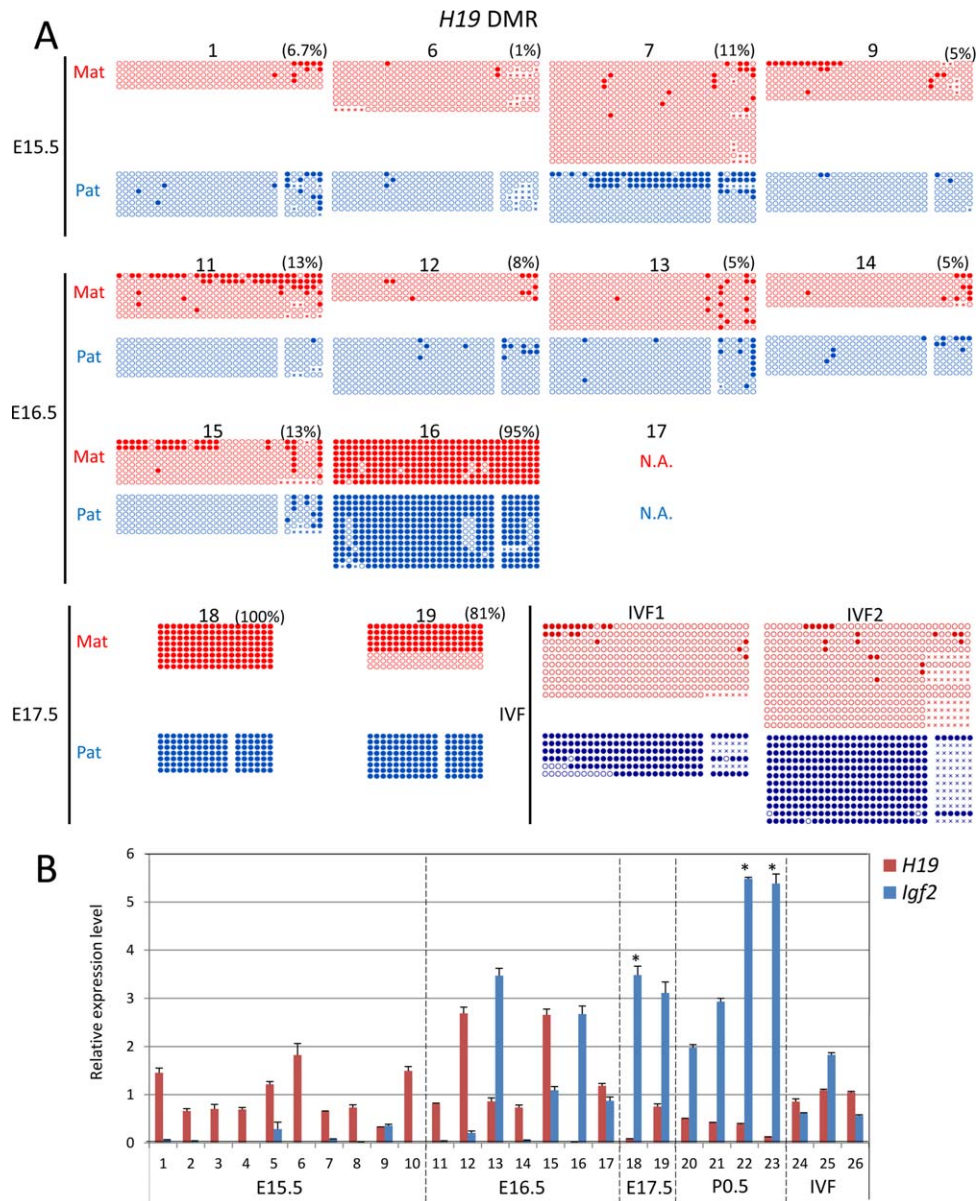 H19 DMR
A
1 (6.7%) 6 (1%) 7 (11%) 9 (5%)
Mat
E15.5
Pat
11 (13%) 12 (8%) 13 (5%) 14 (5%)
Mat
Pat
E16.5
15 (13%) 16 (95%) 17
Mat N.A.
Pat N.A.
18 (100%) 19 (81%) IVF1 IVF2
Mat
E17.5 IVF
Pat
B
H19
Igf2
Relative expression level
6
5
4
3
2
1
0
* * *
1 2 3 4 5 6 7 8 9 10 11 12 13 14 15 16 17 18 19 20 21 22 23 24 25 26
E15.5 E16.5 E17.5 P0.5 IVF